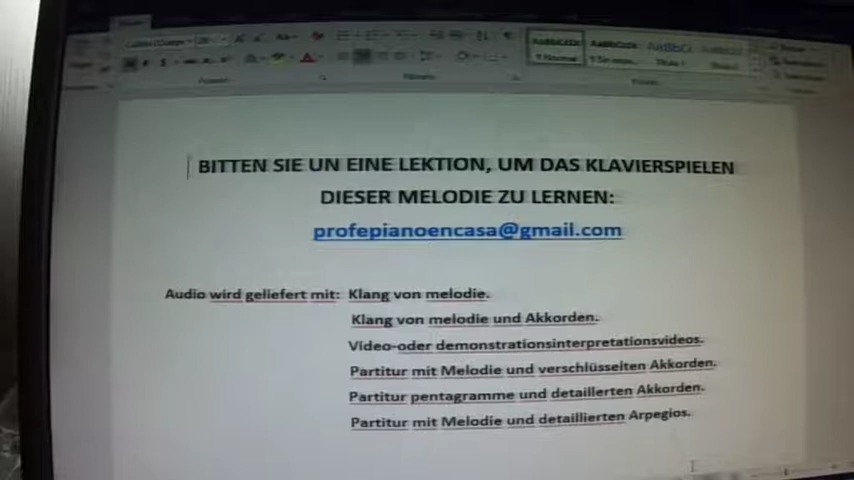 BITTEN SIE UN EINE LEKTION, UM DAS KLAVIERSPIELEN
DIESER MELODIE ZU LERNEN:
profepianoencasa@gmail.com
Audio wird geliefert mit: Klang von melodie.
Klang von melodie und Akkorden.
Video-oder demonstrationsinterpretationsvideos.
Partitur mit Melodie und verschlüsselten Akkorden.
Partitur pentagramme und detaillierten Akkorden.
Partitur mit Melodie und detaillierten Arpegios.